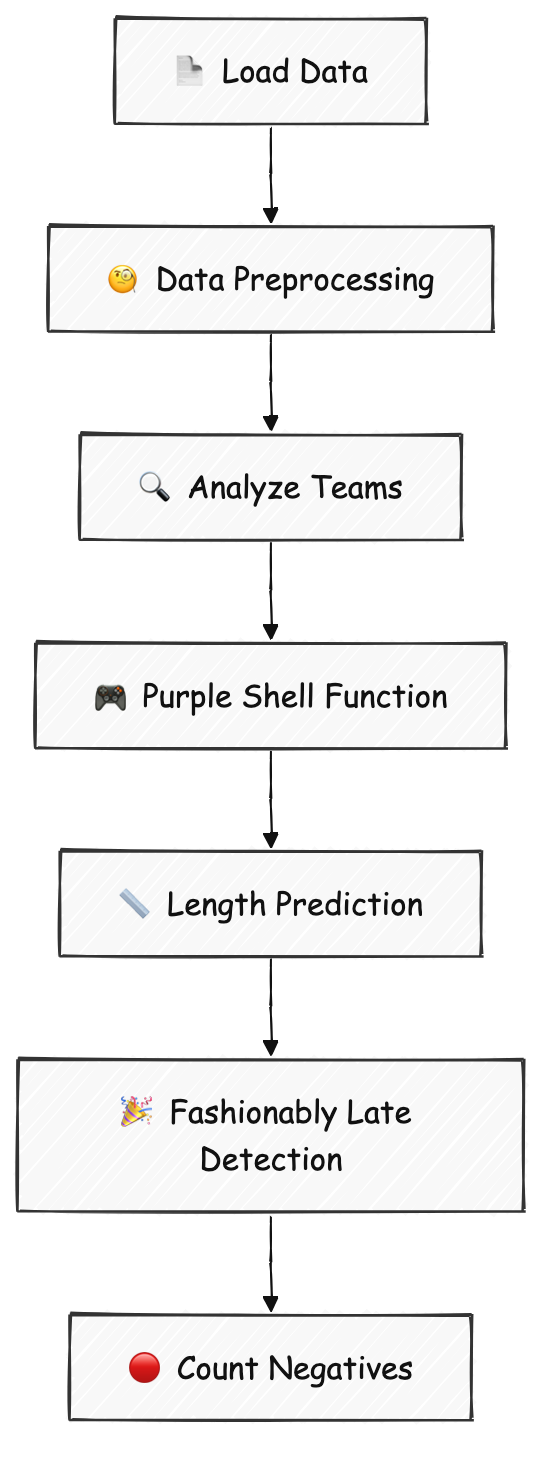 📄 Load Data
🧐 Data Preprocessing
🔍 Analyze Teams
🎮 Purple Shell Function
📏 Length Prediction
🎉 Fashionably Late
Detection
🔴 Count Negatives